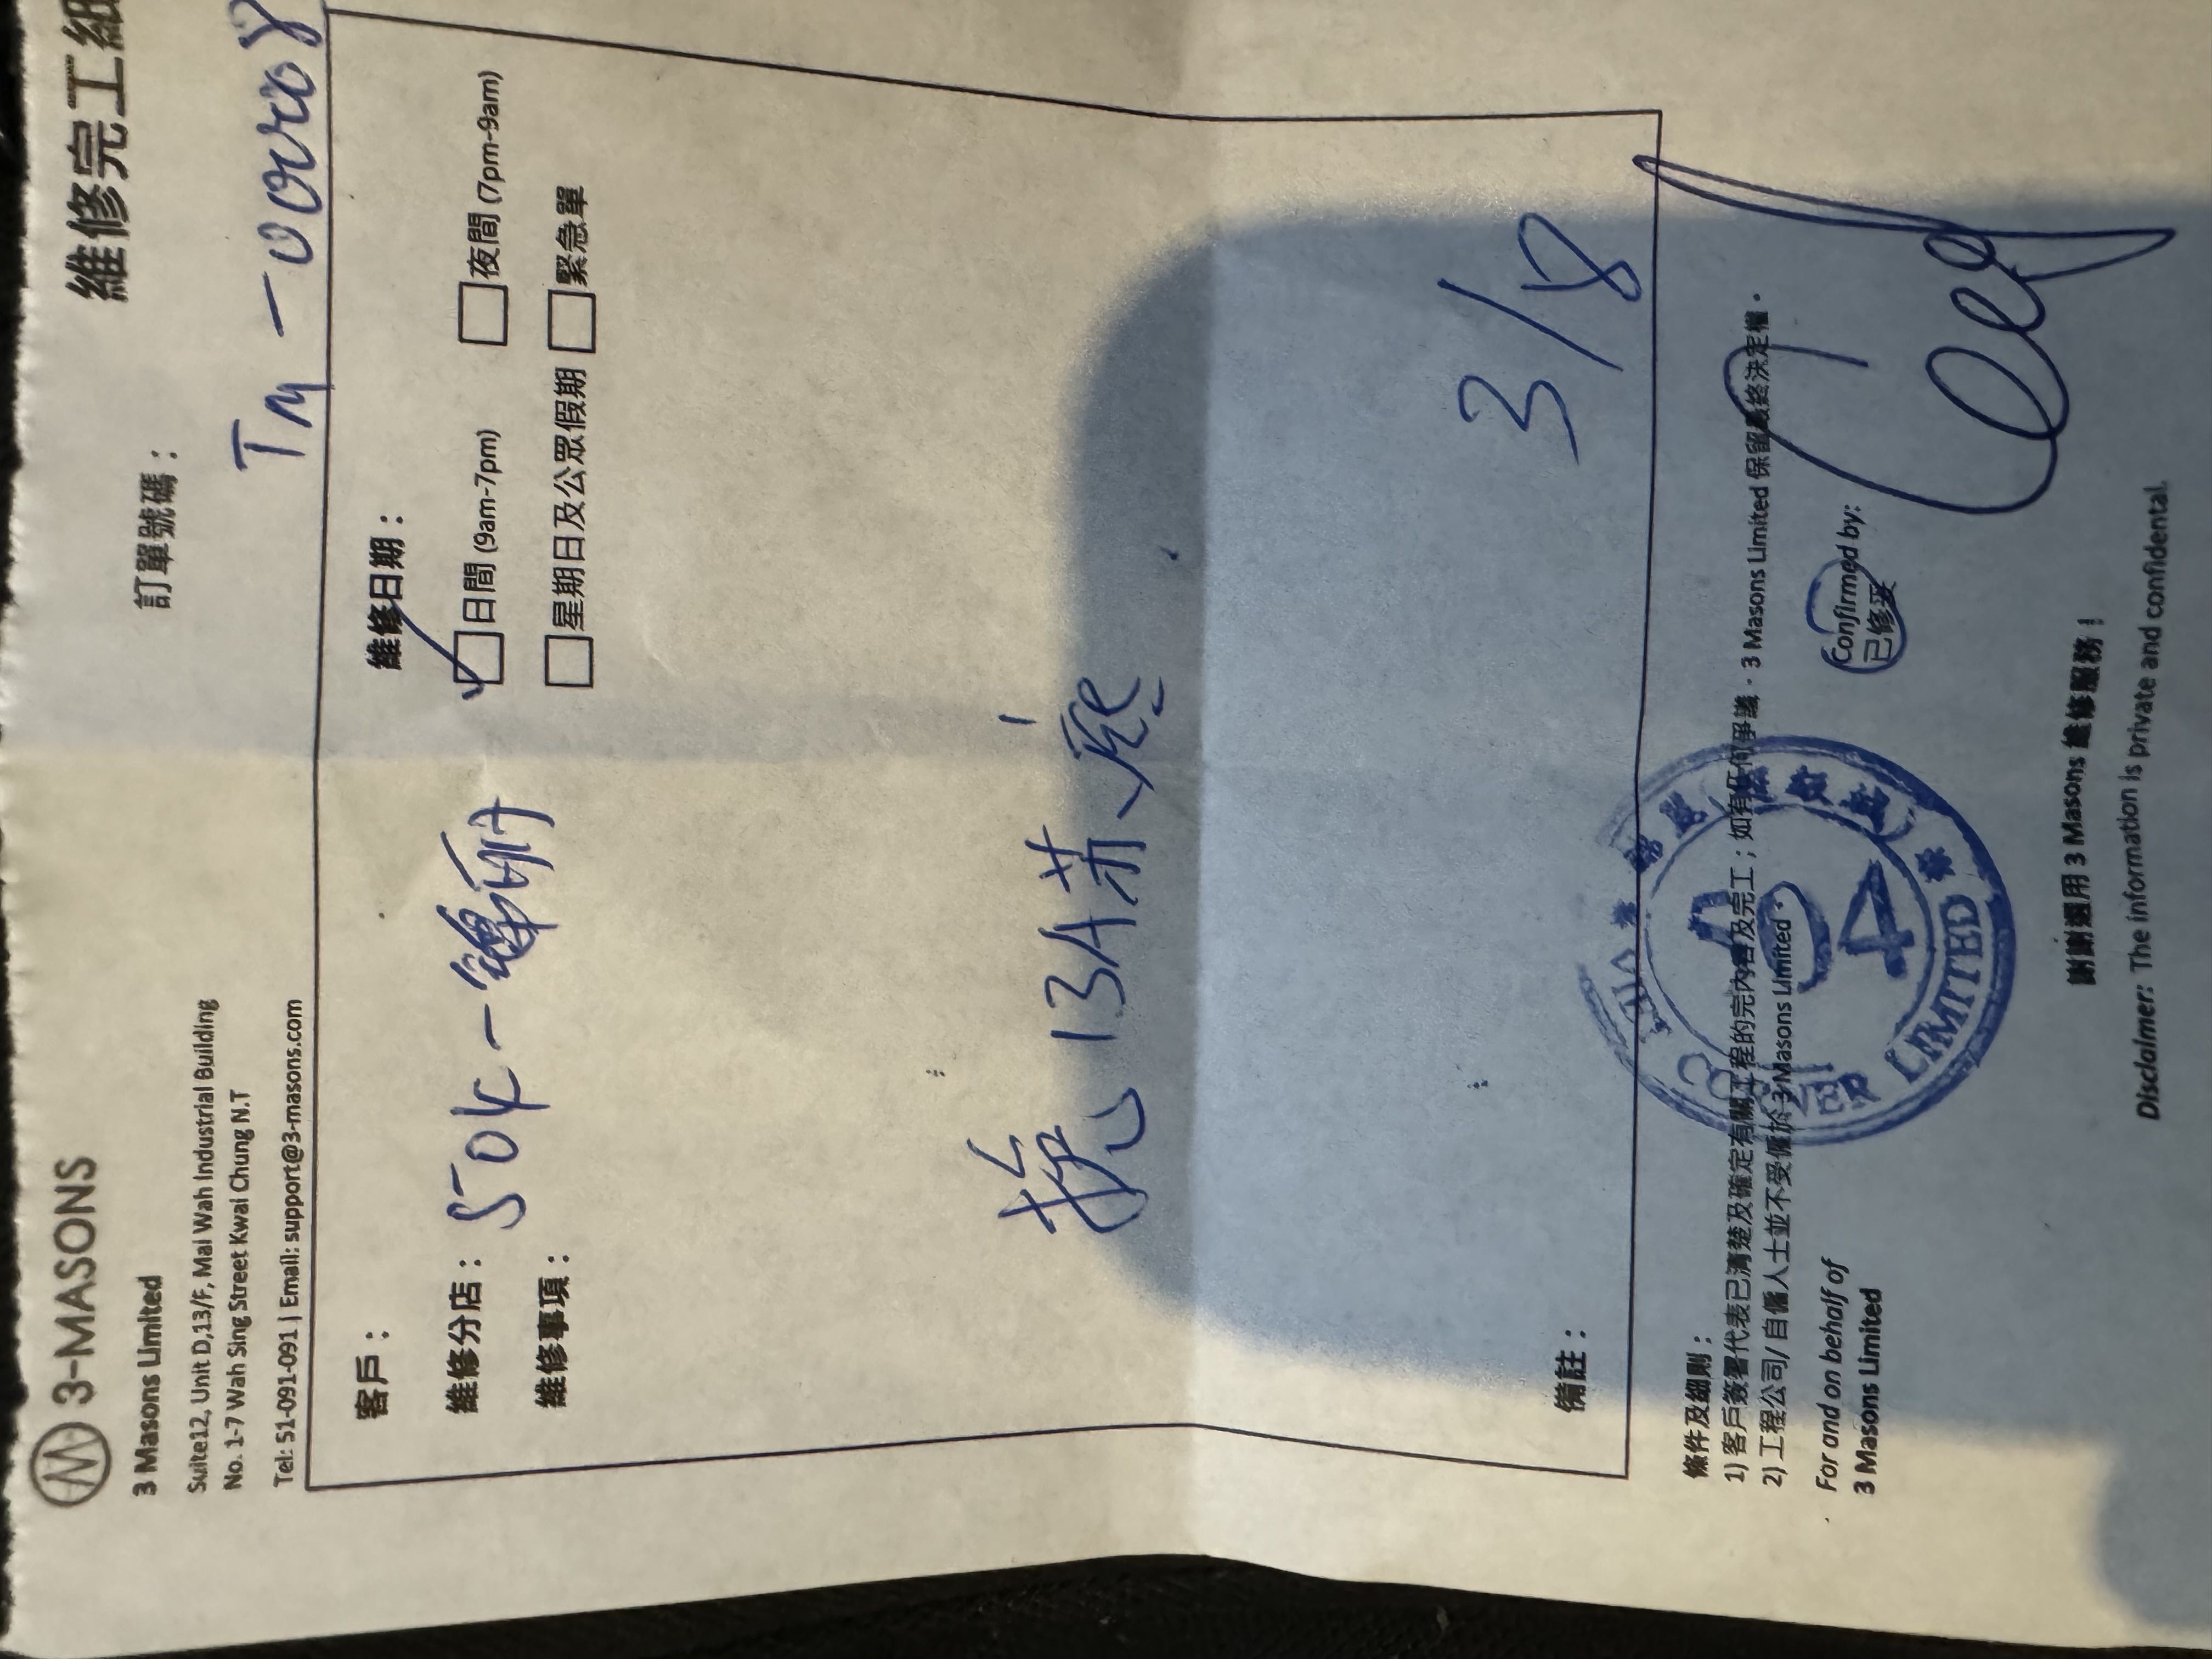 3-MASONS
維修完工紙
3 Masons Limited
訂單號碼：
Suite12, Unit D,13/F, Mai Wah Industrial Building
No. 1-7 Wah Sing Street Kwai Chung N.T
Tel: 51-091-091 | Email: support@3-masons.com
客戶：
維修日期：
維修分店： 504 -
日間 (9am-7pm) 夜間 (7pm-9am)
維修事項：
星期日及公眾假期 緊急單
執 13A 蘇
備註：
3/8
條件及細則：
1) 客戶簽署代表已清楚及確定有關工程的完內容及完工；如有任何爭議，3 Masons Limited 保留最終決定權。
2) 工程公司/ 自僱人士並不受僱於 3 Masons Limited。
For and on behalf of
3 Masons Limited
Confirmed by:
已修妥
504
LIMITED
謝謝選用 3 Masons 維修服務！
Disclaimer: The information is private and confidental.